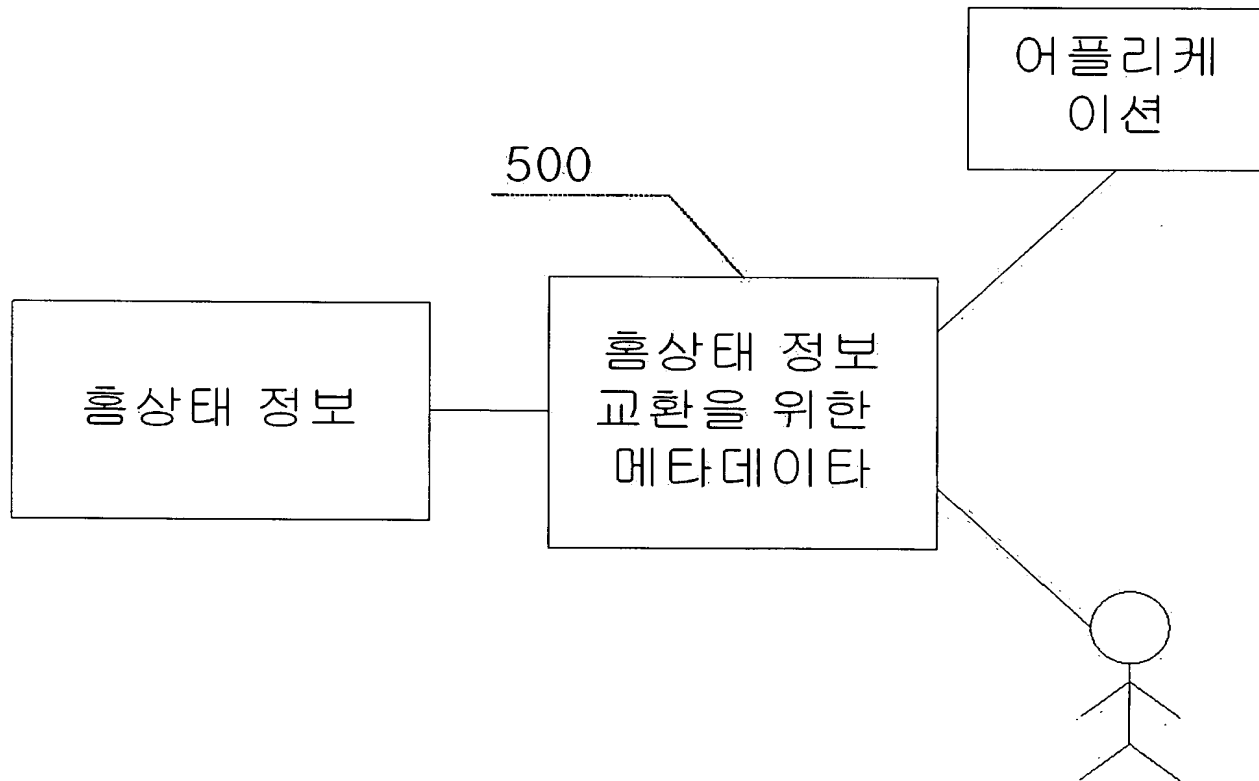 어플리케
이션
500
홈상태 정보
홈상태 정보
교환을 위한
메타데이타